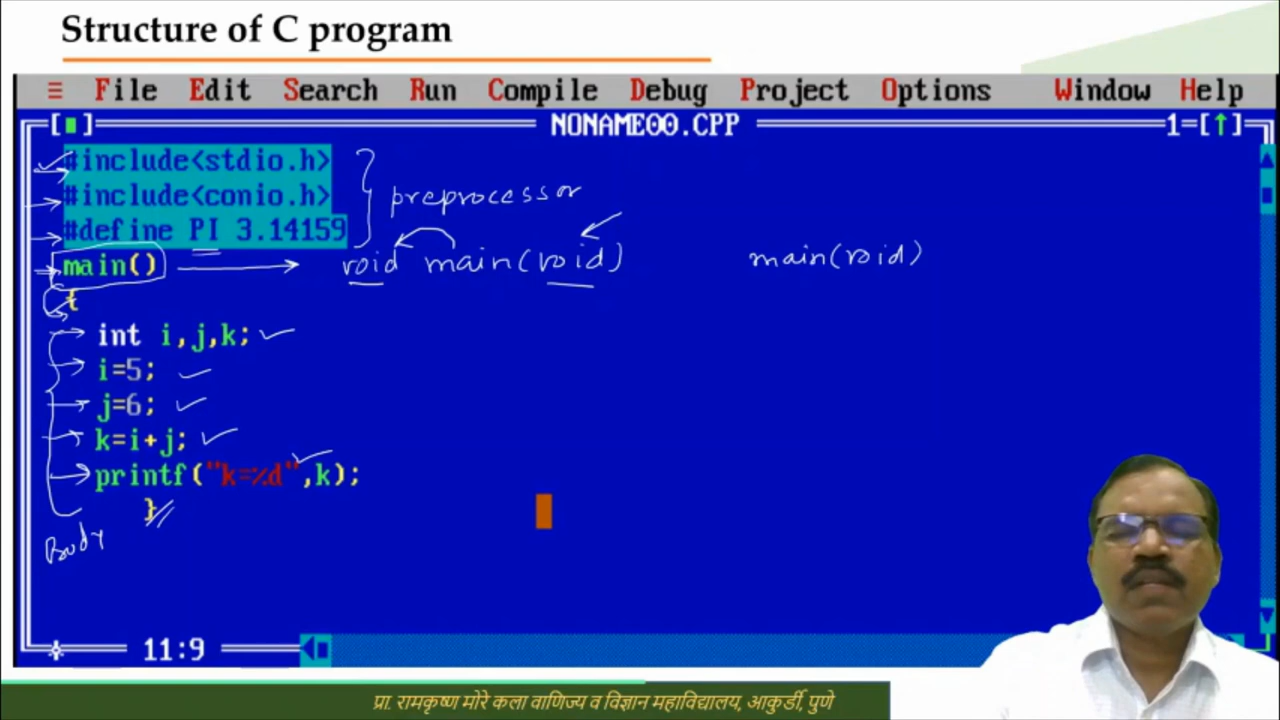 Structure of C program
≡ File Edit Search Run Compile Debug Project Options Window Help
[■] NONAME00.CPP 1=[↑]
#include<stdio.h>
#include<conio.h> preprocessor
#define PI 3.14159
main() void main(void) main(void)
{
int i,j,k;
i=5;
j=6;
k=i+j;
printf("k=%d",k);
}
Body
11:9
प्रा. रामकृष्ण मोरे कला वाणिज्य व विज्ञान महाविद्यालय, आकुर्डी, पुणे